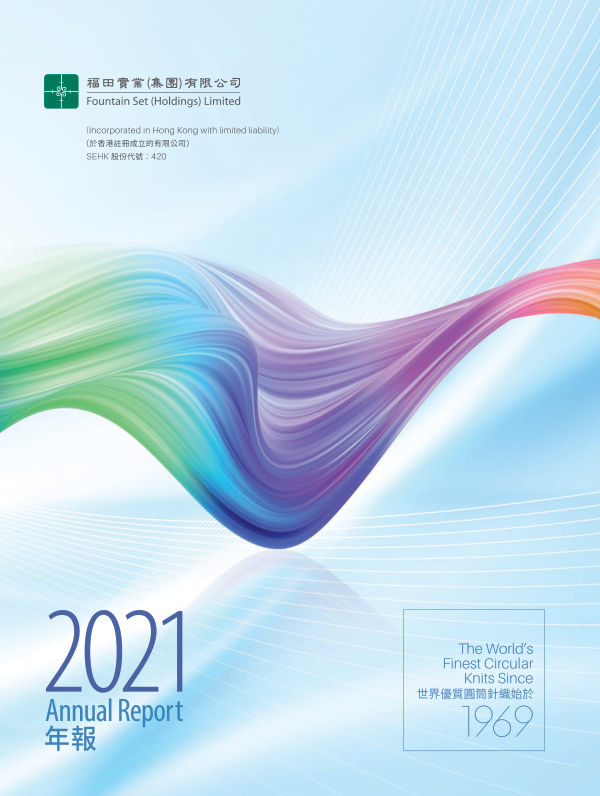 福田實業(集團)有限公司
Fountain Set (Holdings) Limited
(Incorporated in Hong Kong with limited liability)
(於香港註冊成立的有限公司)
SEHK 股份代號：420
2021
Annual Report
年報
The World's
Finest Circular
Knits Since
世界優質圓筒針織始於
1969